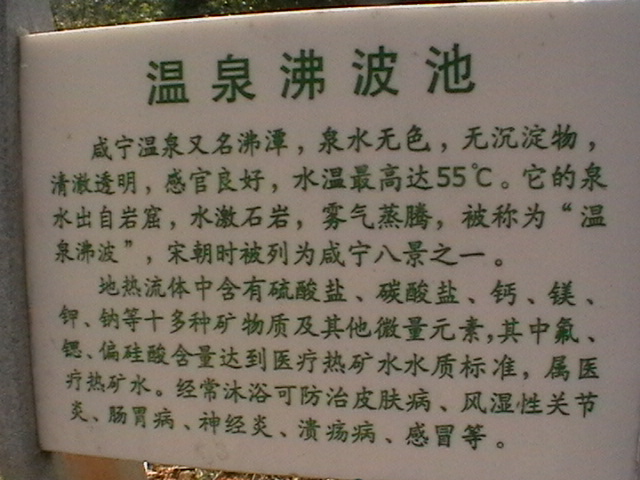 温泉沸波池
咸宁温泉又名沸潭，泉水无色，无沉淀物，
清澈透明，感官良好，水温最高达55℃。它的泉
水出自岩窟，水激石岩，雾气蒸腾，被称为“温
泉沸波”，宋朝时被列为咸宁八景之一。
地热流体中含有硫酸盐、碳酸盐、钙、镁、
钾、钠等十多种矿物质及其他微量元素,其中氟、
锶、偏硅酸含量达到医疗热矿水水质标准，属医
疗热矿水。经常沐浴可防治皮肤病、风湿性关节
炎、肠胃病、神经炎、溃疡病、感冒等。